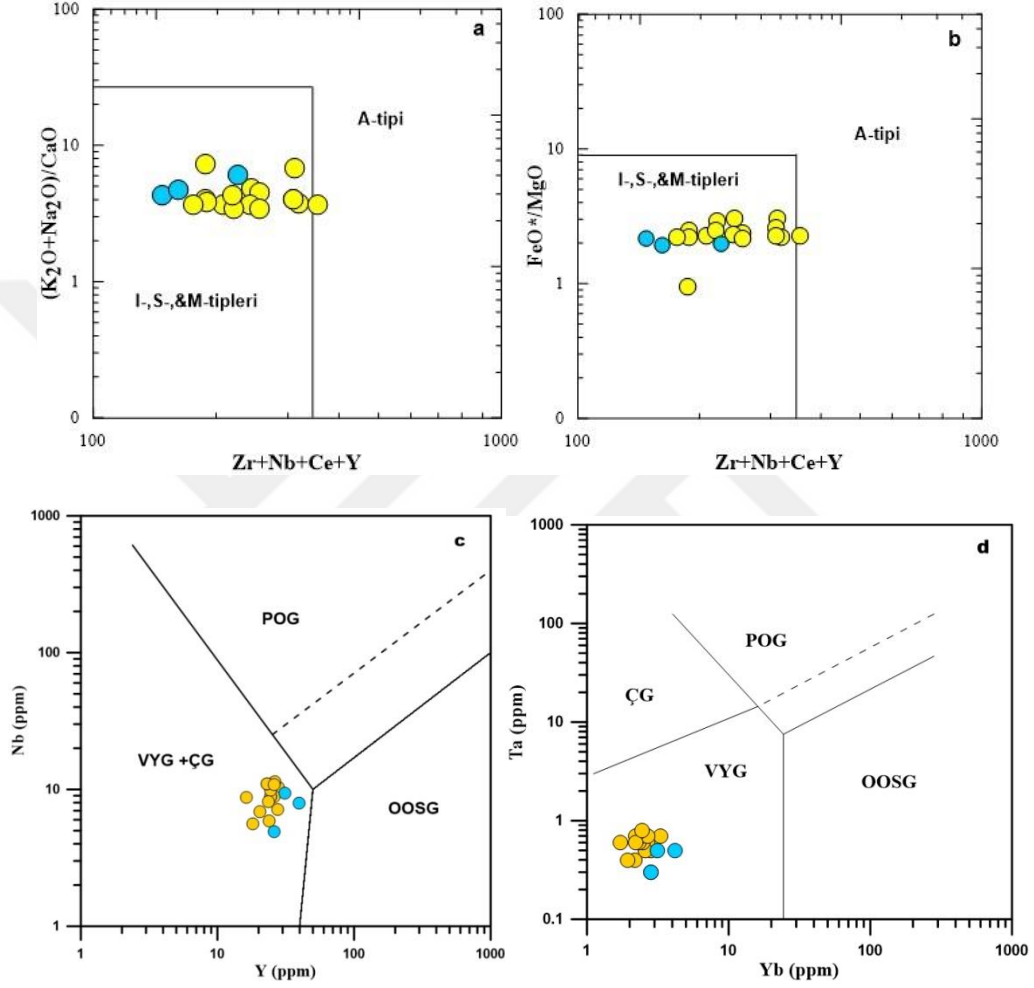 a
100
10
1
0
(K2O+Na2O)/CaO
A-tipi
I-,S-,&M-tipleri
100
1000
Zr+Nb+Ce+Y
b
100
10
1
0
FeO*/MgO
A-tipi
I-,S-,&M-tipleri
100
1000
Zr+Nb+Ce+Y
c
1000
100
10
1
Nb (ppm)
POG
VYG +ÇG
OOSG
1
10
100
1000
Y (ppm)
d
1000
100
10
1
0.1
Ta (ppm)
POG
ÇG
VYG
OOSG
1
10
100
1000
Yb (ppm)